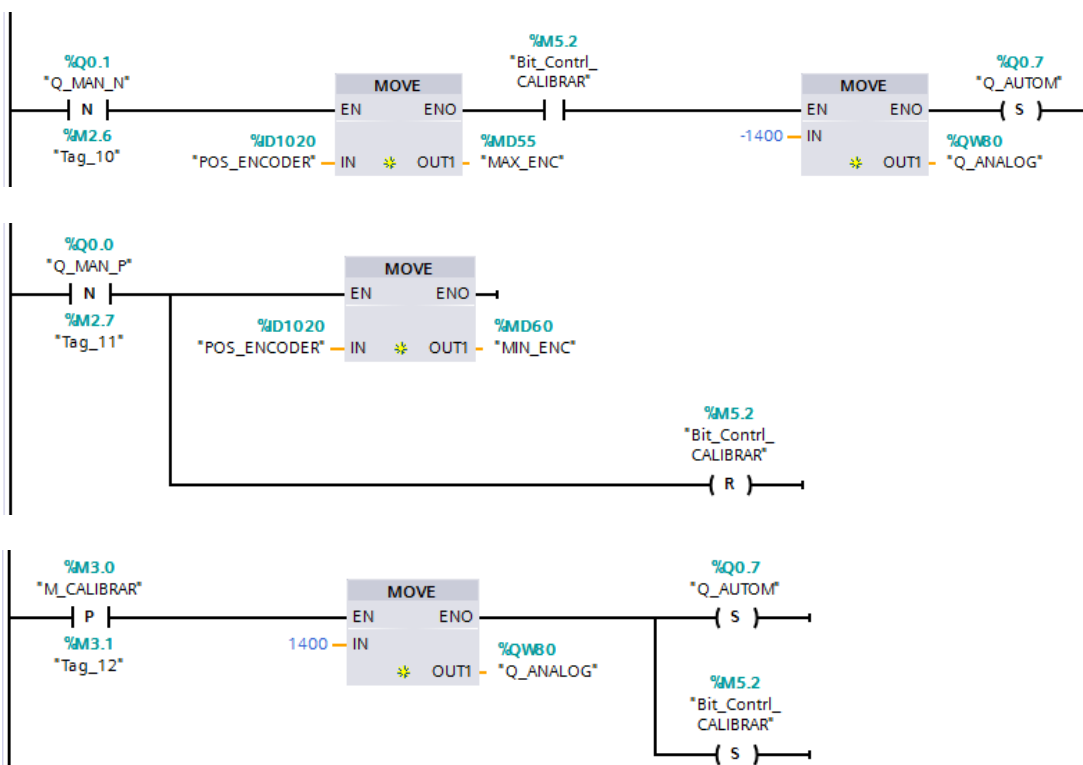 %M5.2
%Q0.1 "Bit_Contrl_ %Q0.7
"Q_MAN_N" MOVE CALIBRAR" MOVE "Q_AUTOM"
N EN ENO EN ENO S
%M2.6 %ID1020 %MD55 -1400 IN %QW80
"Tag_10" "POS_ENCODER" IN OUT1 "MAX_ENC" OUT1 "Q_ANALOG"
%Q0.0
"Q_MAN_P" MOVE
N EN ENO
%M2.7 %ID1020 %MD60
"Tag_11" "POS_ENCODER" IN OUT1 "MIN_ENC"
%M5.2
"Bit_Contrl_
CALIBRAR"
R
%M3.0 %Q0.7
"M_CALIBRAR" MOVE "Q_AUTOM"
P EN ENO S
%M3.1 1400 IN %QW80
"Tag_12" OUT1 "Q_ANALOG"
%M5.2
"Bit_Contrl_
CALIBRAR"
S